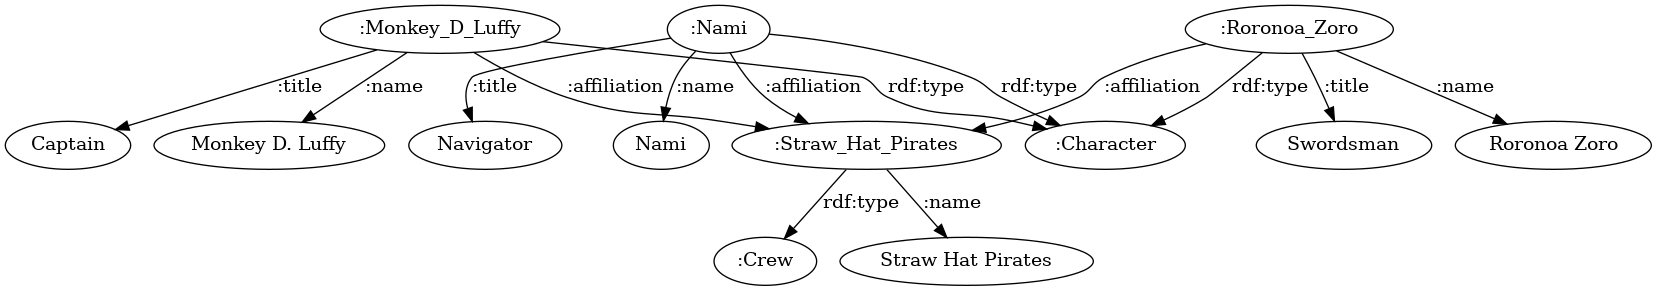 :Monkey_D_Luffy :Nami :Roronoa_Zoro
:title :name :affiliation :title :name :affiliation rdf:type rdf:type :affiliation rdf:type :title :name
Captain Monkey D. Luffy Navigator Nami :Straw_Hat_Pirates :Character Swordsman Roronoa Zoro
rdf:type :name
:Crew Straw Hat Pirates